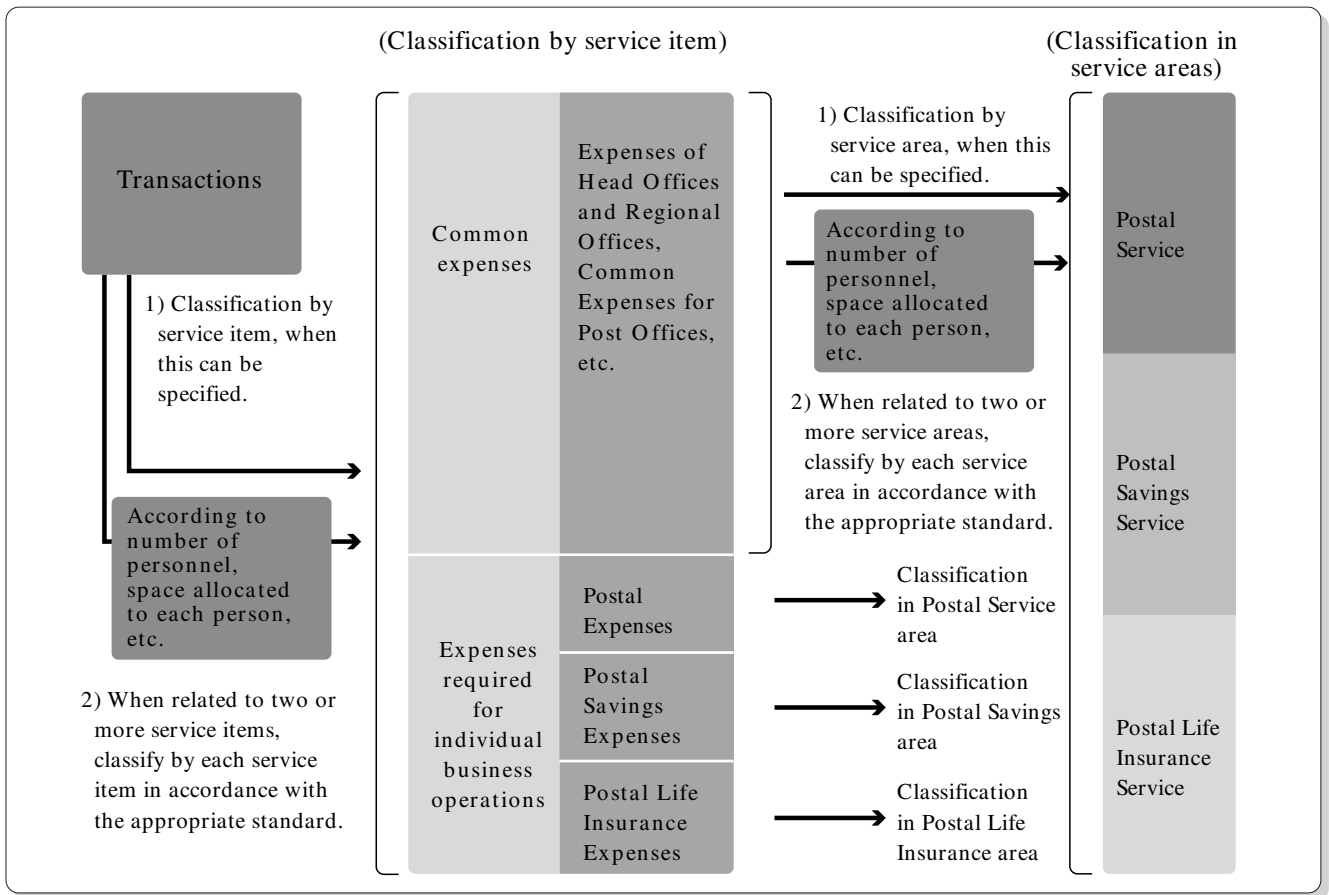 (Classification by service item)
(Classification in
service areas)
Transactions
1) Classification by
service item, when
this can be
specified.
According to
number of
personnel,
space allocated
to each person,
etc.
2) When related to two or
more service items,
classify by each service
item in accordance with
the appropriate standard.
Common
expenses
Expenses of
Head Offices
and Regional
Offices,
Common
Expenses for
Post Offices,
etc.
Expenses
required
for
individual
business
operations
Postal
Expenses
Postal
Savings
Expenses
Postal Life
Insurance
Expenses
1) Classification by
service area, when this
can be specified.
According to
number of
personnel,
space allocated
to each person,
etc.
2) When related to two or
more service areas,
classify by each service
area in accordance with
the appropriate standard.
Classification
in Postal Service
area
Classification
in Postal Savings
area
Classification
in Postal Life
Insurance area
Postal
Service
Postal
Savings
Service
Postal Life
Insurance
Service